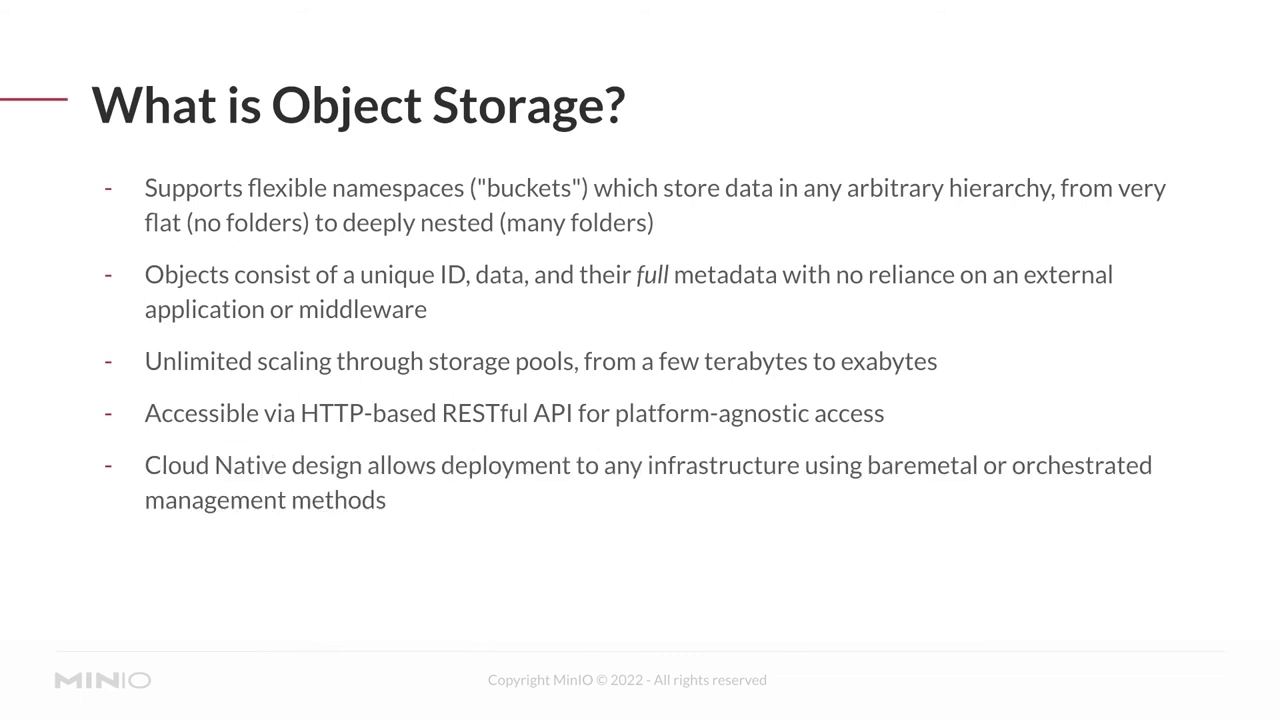 What is Object Storage?
- Supports flexible namespaces ("buckets") which store data in any arbitrary hierarchy, from very
flat (no folders) to deeply nested (many folders)
- Objects consist of a unique ID, data, and their full metadata with no reliance on an external
application or middleware
- Unlimited scaling through storage pools, from a few terabytes to exabytes
- Accessible via HTTP-based RESTful API for platform-agnostic access
- Cloud Native design allows deployment to any infrastructure using baremetal or orchestrated
management methods
MINIO
Copyright MinIO © 2022 - All rights reserved